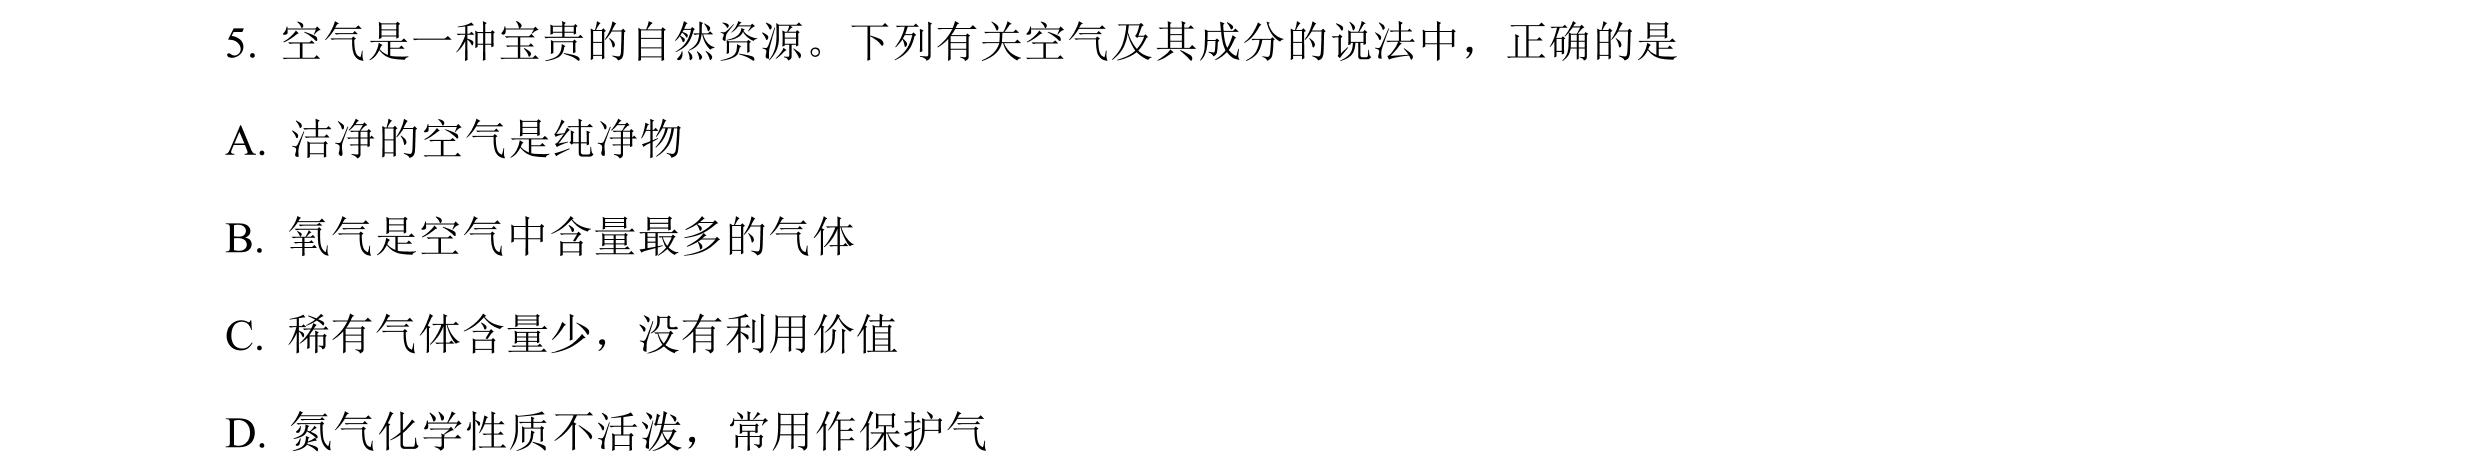 5. 空气是一种宝贵的自然资源。下列有关空气及其成分的说法中，正确的是
A. 洁净的空气是纯净物
B. 氧气是空气中含量最多的气体
C. 稀有气体含量少，没有利用价值
D. 氮气化学性质不活泼，常用作保护气